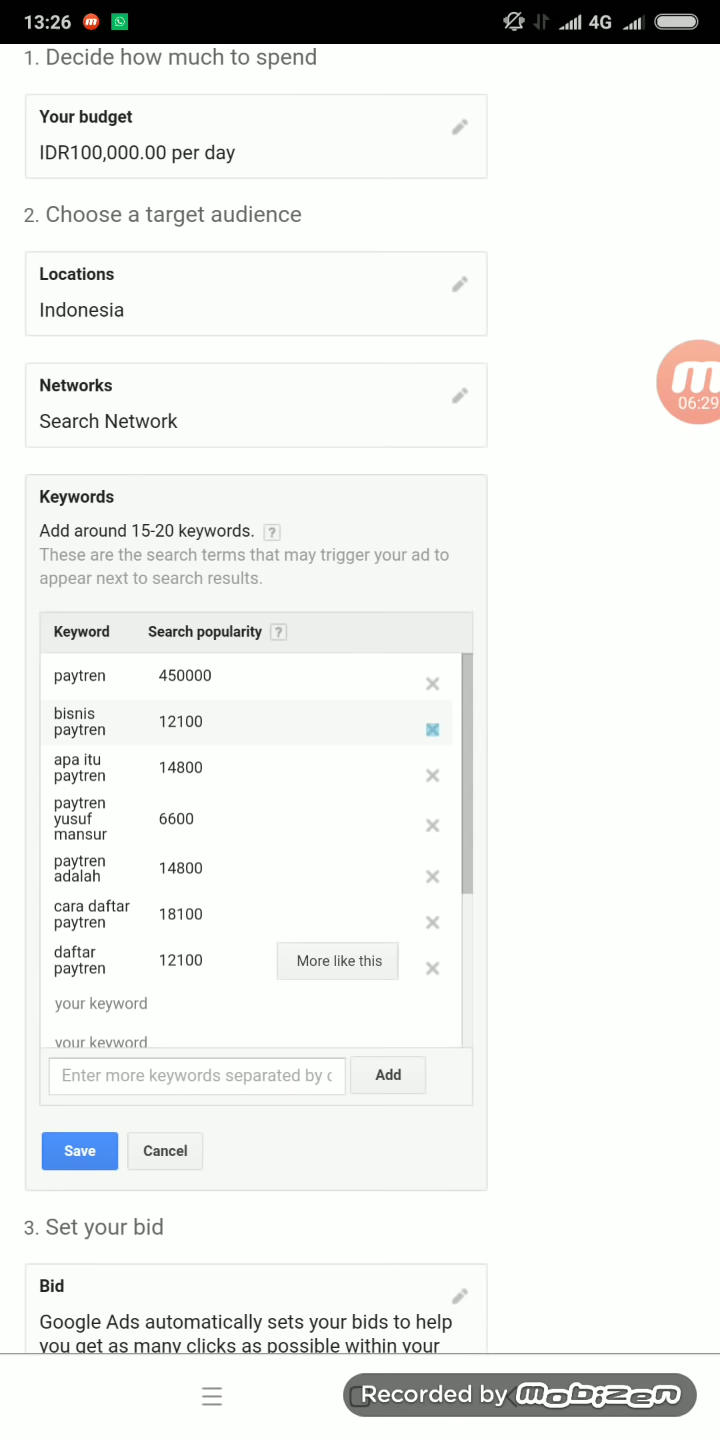 13:26
4G
1. Decide how much to spend
Your budget
IDR100,000.00 per day
2. Choose a target audience
Locations
Indonesia
Networks
Search Network
06:29
Keywords
Add around 15-20 keywords. ?
These are the search terms that may trigger your ad to
appear next to search results.
Keyword Search popularity ?
paytren 450000
bisnis
paytren 12100
apa itu
paytren 14800
paytren
yusuf
mansur 6600
paytren
adalah 14800
cara daftar
paytren 18100
daftar
paytren 12100 More like this
your keyword
your keyword
Enter more keywords separated by Add
Save Cancel
3. Set your bid
Bid
Google Ads automatically sets your bids to help
you get as many clicks as possible within your
Recorded by mobizen